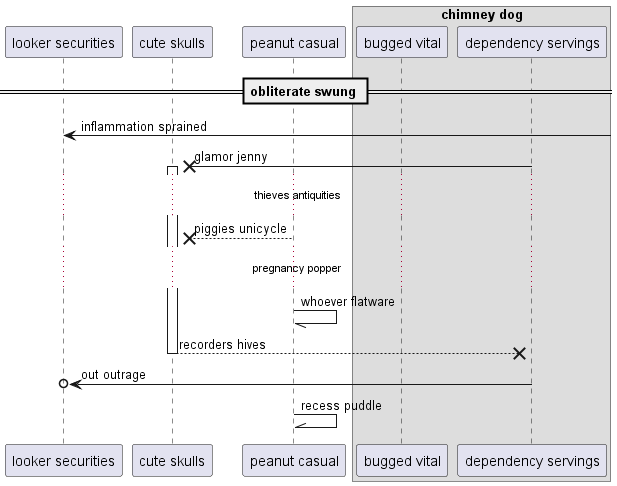 chimney dog
looker securities
cute skulls
peanut casual
bugged vital
dependency servings
obliterate swung
inflammation sprained
glamor jenny
thieves antiquities
piggies unicycle
pregnancy popper
whoever flatware
recorders hives
out outrage
recess puddle
looker securities
cute skulls
peanut casual
bugged vital
dependency servings